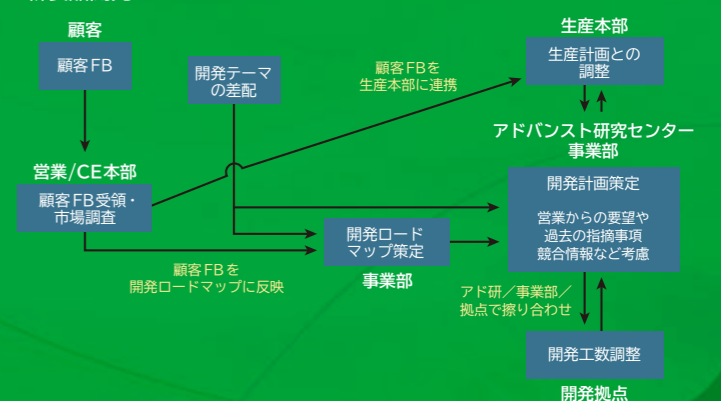 顧客
顧客FB
開発テーマ
の差配
顧客FBを
生産本部に連携
生産本部
生産計画との
調整
アドバンスト研究センター
事業部
営業/CE本部
顧客FB受領・
市場調査
開発計画策定
営業からの要望や
過去の指摘事項
競合情報など考慮
開発ロード
マップ策定
事業部
顧客FBを
開発ロードマップに反映
アド研／事業部／
拠点で擦り合わせ
開発工数調整
開発拠点